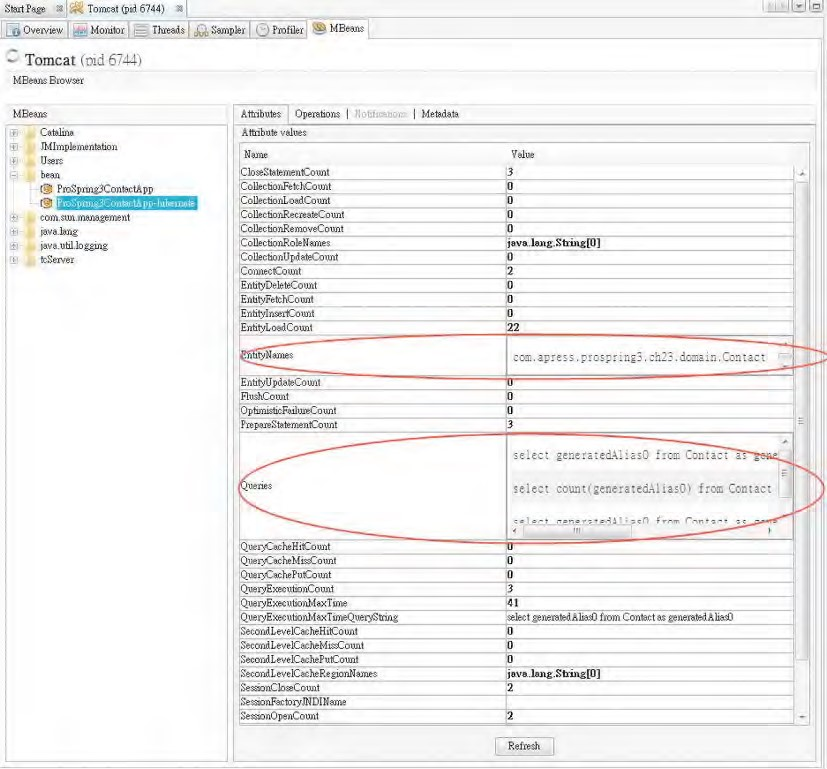 Start Page Tomcat (pid 6744)
Overview Monitor Threads Sampler Profiler MBeans
Tomcat (pid 6744)
MBeans Browser
MBeans
Catalina
JMImplementation
Users
bean
ProSpring3ContactApp
ProSpring3ContactApp-hibernate
com.sun.management
java.lang
java.util.logging
tcServer
Attributes Operations Notifications Metadata
Attribute values
Name Value
CloseStatementCount 3
CollectionFetchCount 0
CollectionLoadCount 0
CollectionRecreateCount 0
CollectionRemoveCount 0
CollectionRoleNames java.lang.String[0]
CollectionUpdateCount 0
ConnectCount 2
EntityDeleteCount 0
EntityFetchCount 0
EntityInsertCount 0
EntityLoadCount 22
EntityNames com.apress.prospring3.ch23.domain.Contact
EntityUpdateCount 0
FlushCount 0
OptimisticFailureCount 0
PrepareStatementCount 3
select generatedAlias0 from Contact as gene
Queries select count(generatedAlias0) from Contact
select generatedAlias0 from Contact as gene
QueryCacheHitCount 0
QueryCacheMissCount 0
QueryCachePutCount 0
QueryExecutionCount 3
QueryExecutionMaxTime 41
QueryExecutionMaxTimeQueryString select generatedAlias0 from Contact as generatedAlias0
SecondLevelCacheHitCount 0
SecondLevelCacheMissCount 0
SecondLevelCachePutCount 0
SecondLevelCacheRegionNames java.lang.String[0]
SessionCloseCount 2
SessionFactoryJNDIName
SessionOpenCount 2
Refresh